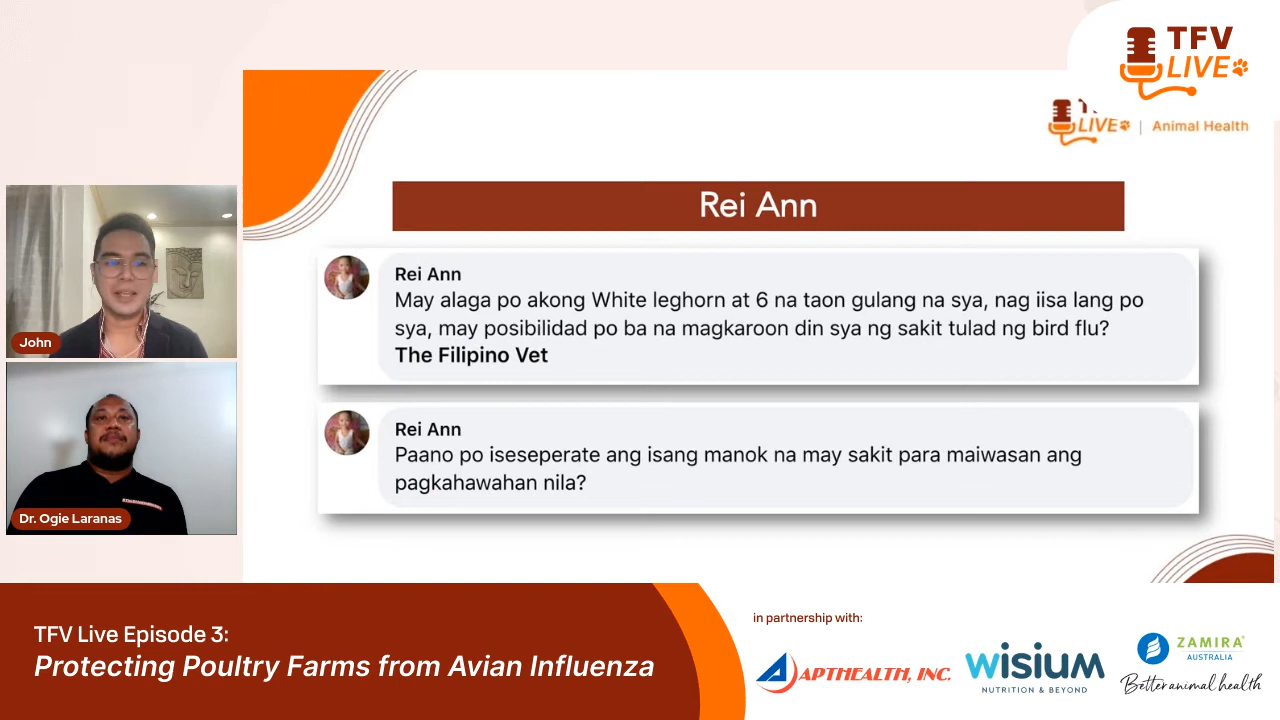 TFV
LIVE
LIVE | Animal Health
Rei Ann
Rei Ann
May alaga po akong White leghorn at 6 na taon gulang na sya, nag iisa lang po
sya, may posibilidad po ba na magkaroon din sya ng sakit tulad ng bird flu?
The Filipino Vet
Rei Ann
Paano po iseseperate ang isang manok na may sakit para maiwasan ang
pagkahawahan nila?
John
Dr. Ogie Laranas
TFV Live Episode 3:
Protecting Poultry Farms from Avian Influenza
in partnership with:
APTHEALTH, INC.
wisium
NUTRITION & BEYOND
ZAMIRA
AUSTRALIA
Better animal health